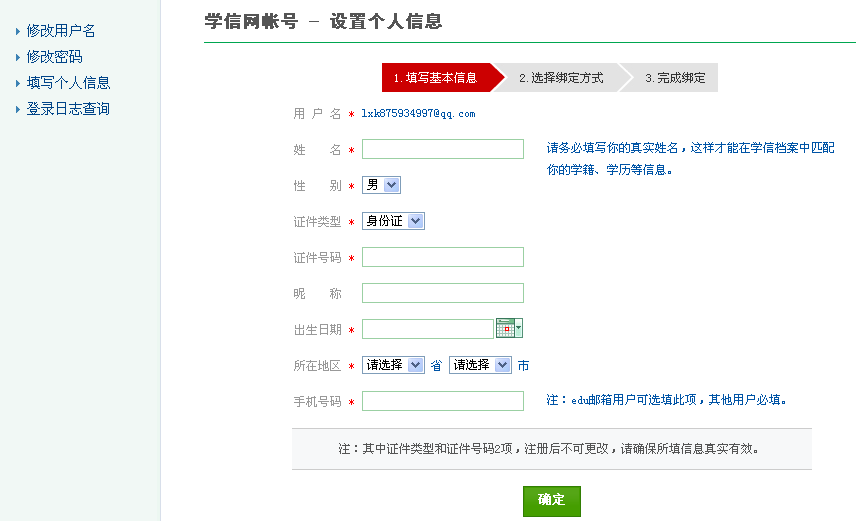 修改用户名
修改密码
填写个人信息
登录日志查询
学信网帐号 － 设置个人信息
1.填写基本信息 2.选择绑定方式 3.完成绑定
用 户 名 * lxk875934997@qq.com
姓 名 * 请务必填写你的真实姓名，这样才能在学信档案中匹配
你的学籍、学历等信息。
性 别 * 男
证件类型 * 身份证
证件号码 *
昵 称
出生日期 *
所在地区 * 请选择 省 请选择 市
手机号码 * 注：edu邮箱用户可选填此项，其他用户必填。
注：其中证件类型和证件号码2项，注册后不可更改，请确保所填信息真实有效。
确定